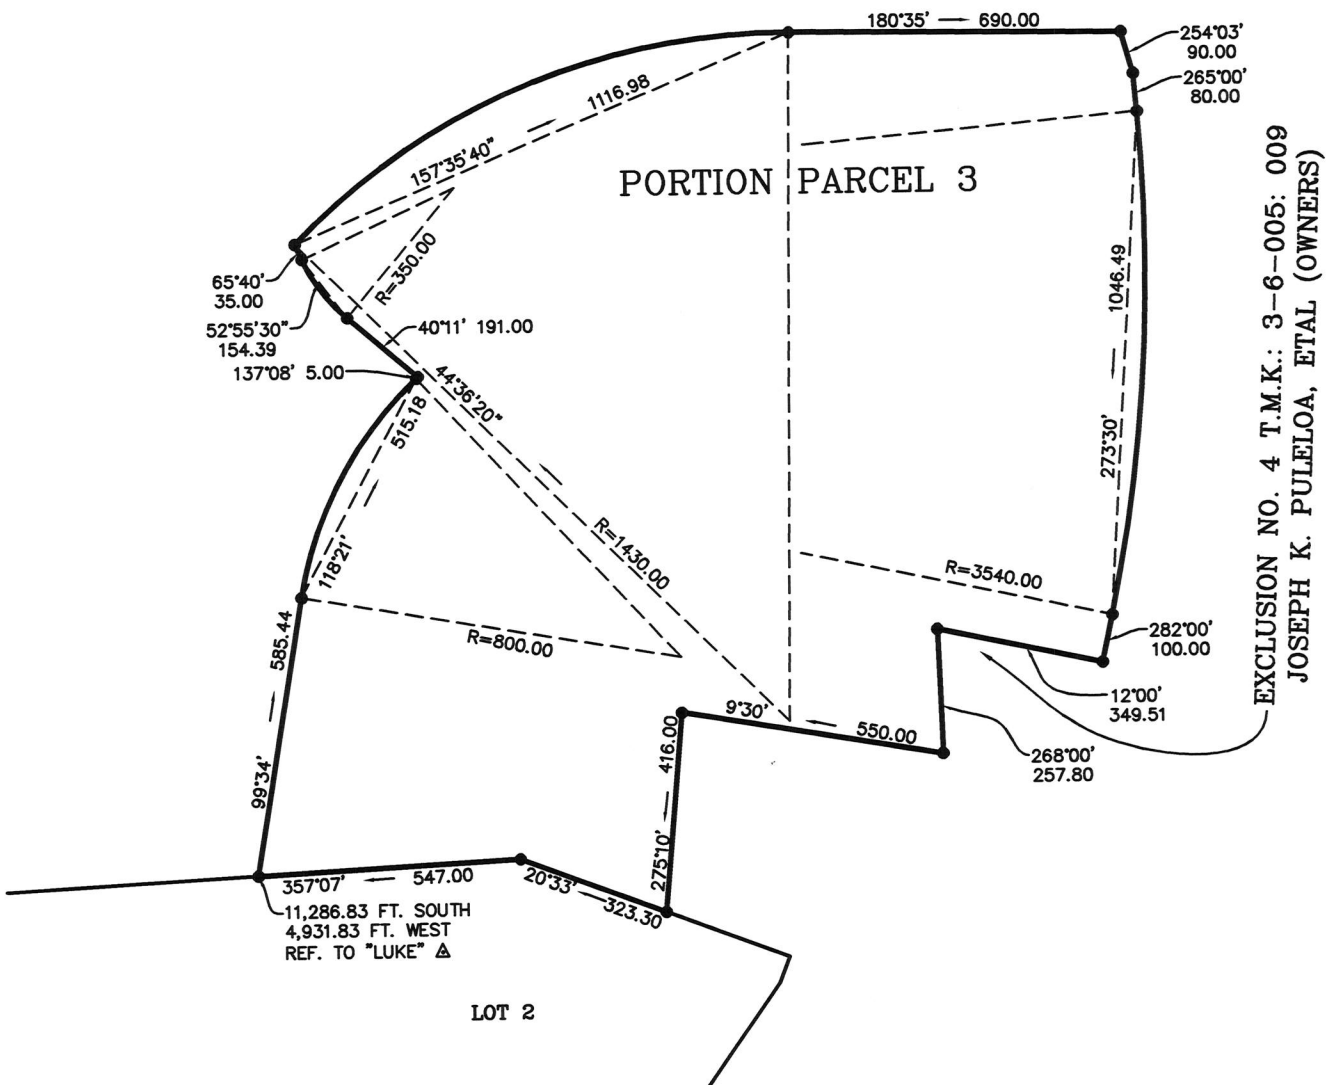 180°35' 690.00
254°03'
90.00
265°00'
80.00
1116.98
157°35'40"
PORTION PARCEL 3
R=350.00
65°40'
35.00
52°55'30"
154.39
137°08' 5.00
40°11' 191.00
44°36'20"
515.18
118°21'
R=1430.00
1046.49
273°30'
R=3540.00
R=800.00
585.44
99°34'
282°00'
100.00
12°00'
349.51
268°00'
257.80
9°30' 550.00
416.00
275°10'
20°33' 323.30
357°07' 547.00
11,286.83 FT. SOUTH
4,931.83 FT. WEST
REF. TO "LUKE"
LOT 2
EXCLUSION NO. 4 T.M.K.: 3-6-005: 009
JOSEPH K. PULELOA, ETAL (OWNERS)